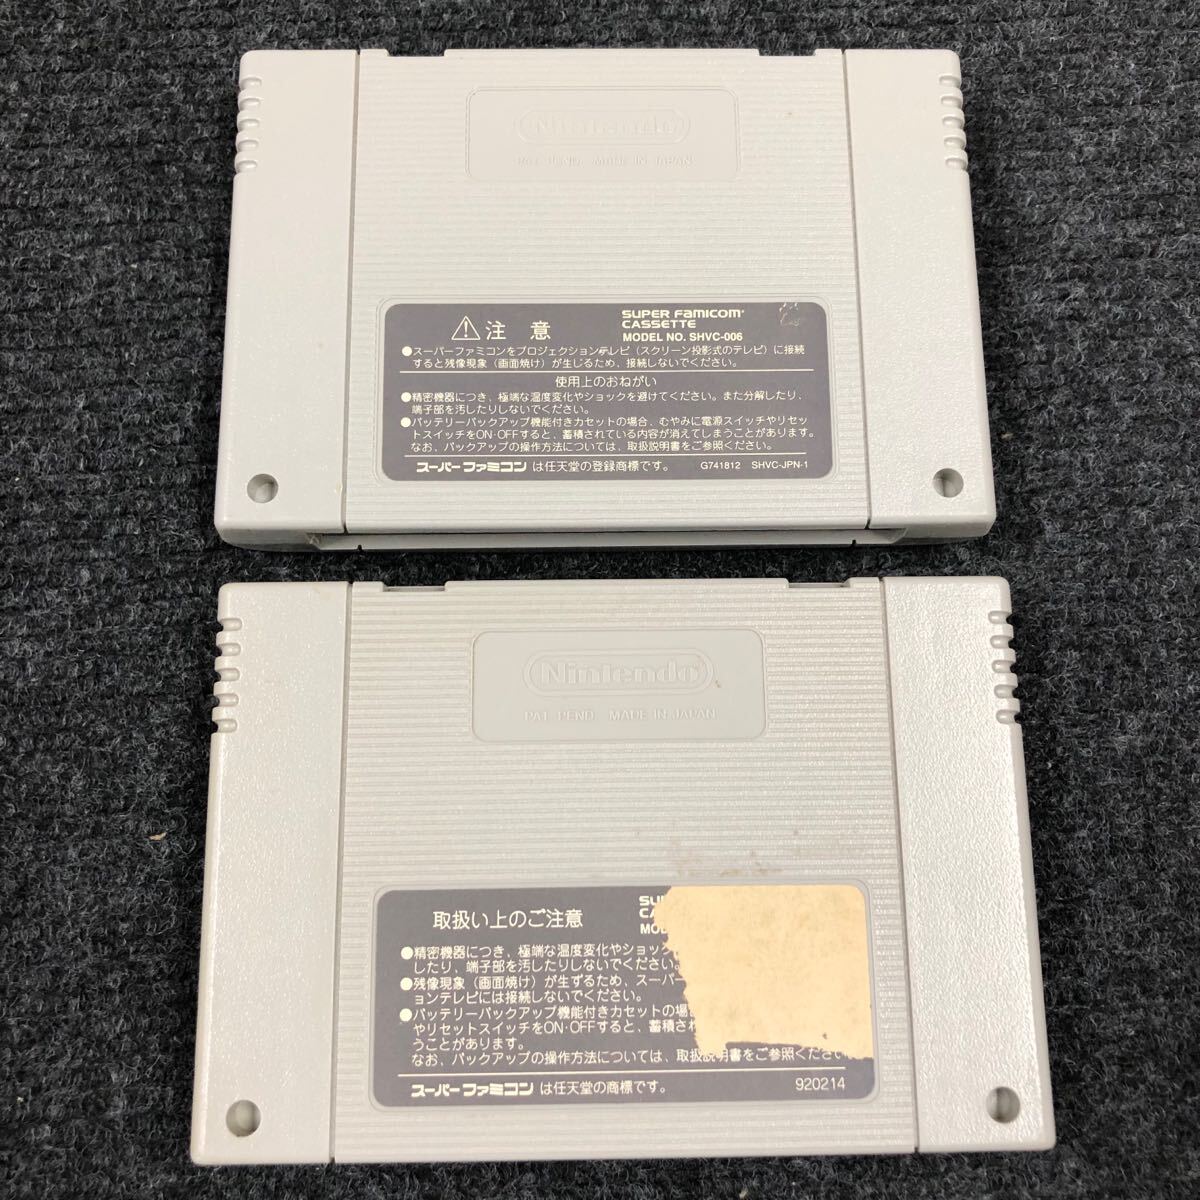 Nintendo
PAT. PEND. MADE IN JAPAN
注意
SUPER FAMICOM
CASSETTE
MODEL NO. SHVC-006
●スーパーファミコンをプロジェクションテレビ（スクリーン投影式のテレビ）に接続
すると残像現象（画面焼け）が生じるため、接続しないでください。
使用上のおねがい
●精密機器につき、極端な温度変化やショックを避けてください。また分解したり、
端子部を汚したりしないでください。
●バッテリーバックアップ機能付きカセットの場合、むやみに電源スイッチやリセッ
トスイッチをON·OFFすると、蓄積されている内容が消えてしまうことがあります。
なお、バックアップの操作方法については、取扱説明書をご参照ください。
スーパーファミコン は任天堂の登録商標です。 G741812 SHVC-JPN-1
Nintendo
PAT. PEND. MADE IN JAPAN
取扱い上のご注意
●精密機器につき、極端な温度変化やショック
したり、端子部を汚したりしないでください。
●残像現象（画面焼け）が生ずるため、スーパー
ョンテレビには接続しないでください。
●バッテリーバックアップ機能付きカセットの場
やリセットスイッチをON·OFFすると、蓄積され
うことがあります。
なお、バックアップの操作方法については、取扱説明書をご参照ください
スーパーファミコン は任天堂の商標です。 920214